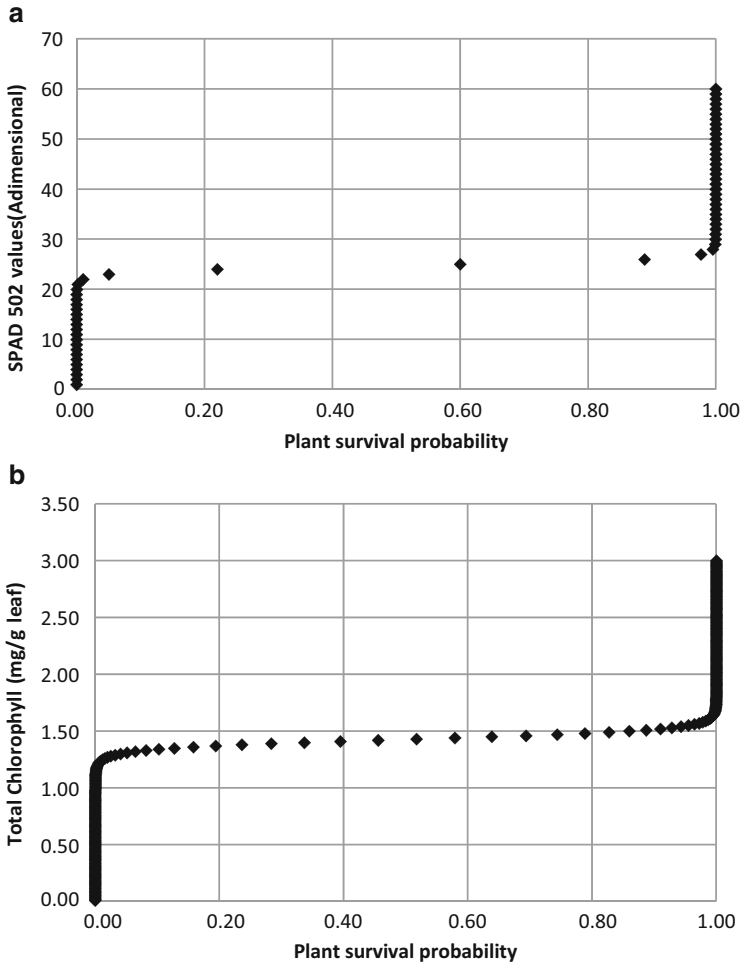 a
70
60
50
40
30
20
10
0
SPAD 502 values(Adimensional)
0.00 0.20 0.40 0.60 0.80 1.00
Plant survival probability
b
3.50
3.00
2.50
2.00
1.50
1.00
0.50
0.00
Total Chlorophyll (mg/g leaf)
0.00 0.20 0.40 0.60 0.80 1.00
Plant survival probability